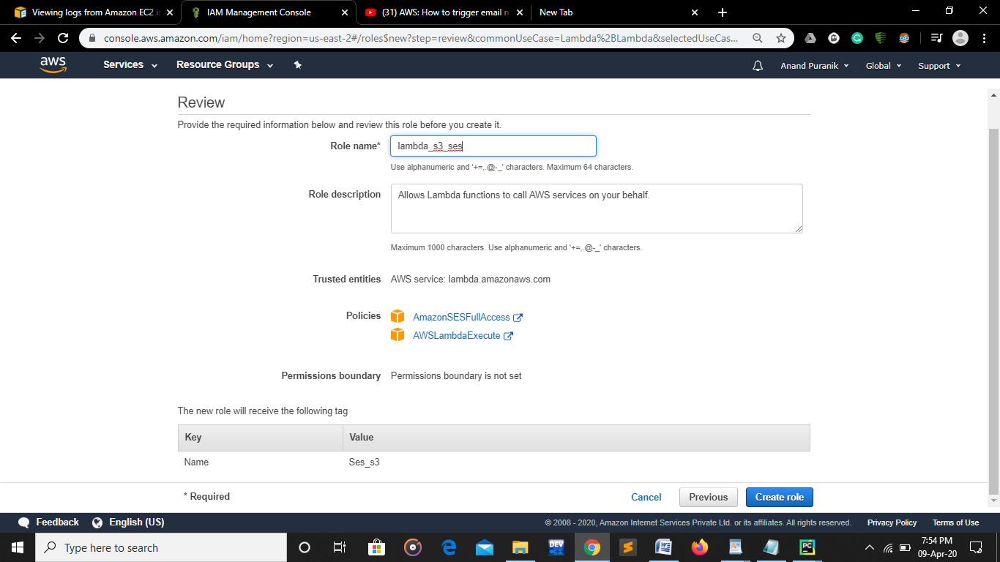 Viewing logs from Amazon EC2 i
IAM Management Console
(31) AWS: How to trigger email n
New Tab
console.aws.amazon.com/iam/home?region=us-east-2#/roles$new?step=review&commonUseCase=Lambda%2BLambda&selectedUseCas...
aws
Services
Resource Groups
Anand Puranik
Global
Support
Review
Provide the required information below and review this role before you create it.
Role name*
lambda_s3_ses
Use alphanumeric and '+=,.@-_' characters. Maximum 64 characters.
Role description
Allows Lambda functions to call AWS services on your behalf.
Maximum 1000 characters. Use alphanumeric and '+=,.@-_' characters.
Trusted entities
AWS service: lambda.amazonaws.com
Policies
AmazonSESFullAccess
AWSLambdaExecute
Permissions boundary
Permissions boundary is not set
The new role will receive the following tag
Key
Value
Name
Ses_s3
* Required
Cancel
Previous
Create role
Feedback
English (US)
© 2008 - 2020, Amazon Internet Services Private Ltd. or its affiliates. All rights reserved.
Privacy Policy
Terms of Use
Type here to search
DEV
PC
7:54 PM
09-Apr-20